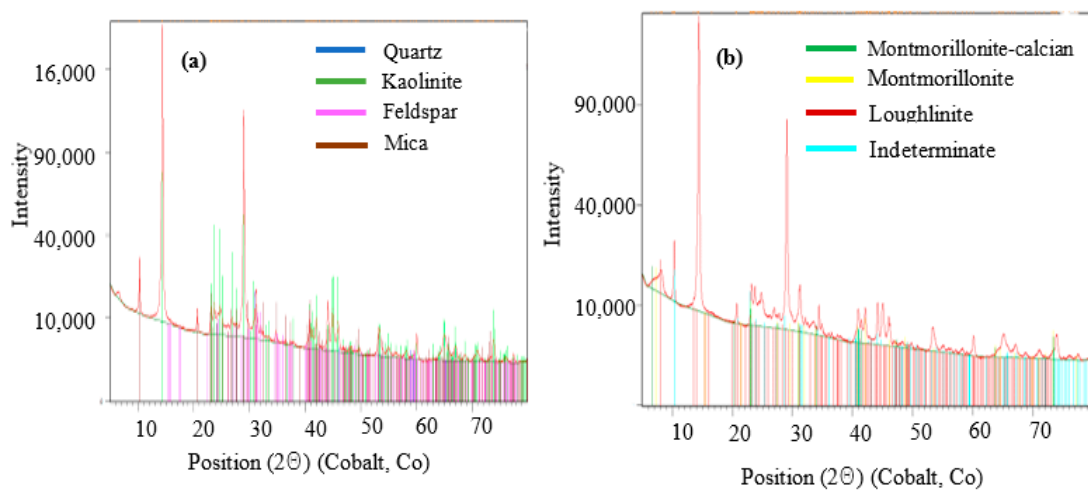 (a)
Quartz
Kaolinite
Feldspar
Mica
16,000
90,000
40,000
10,000
Intensity
10 20 30 40 50 60 70
Position (2Θ) (Cobalt, Co)
(b)
Montmorillonite-calcian
Montmorillonite
Loughlinite
Indeterminate
90,000
40,000
10,000
Intensity
10 20 30 40 50 60 70
Position (2Θ) (Cobalt, Co)